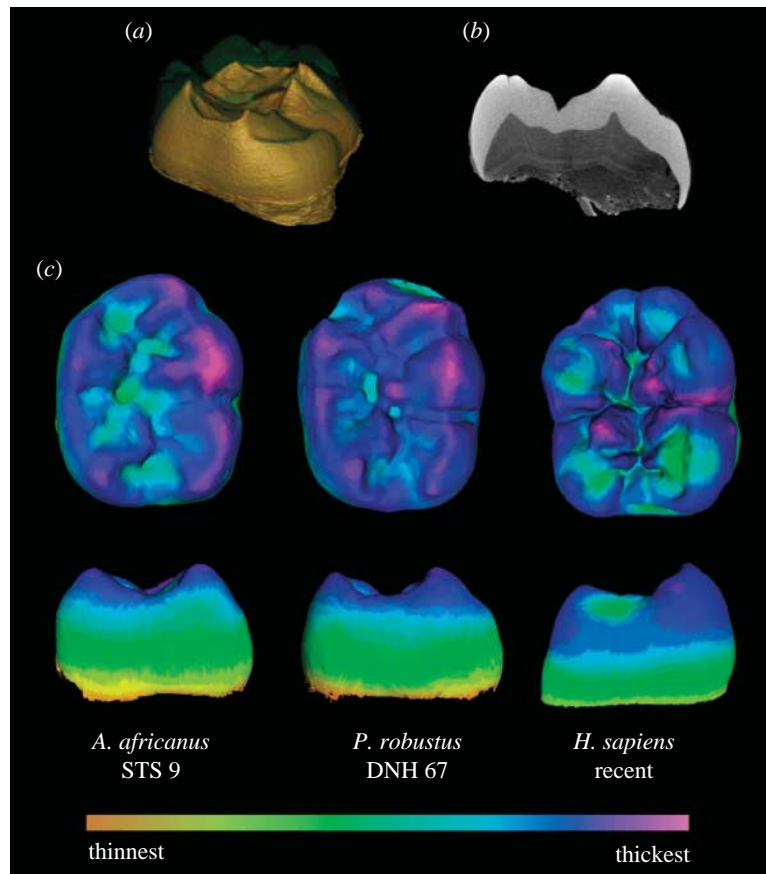 (a)
(b)
(c)
A. africanus
STS 9
P. robustus
DNH 67
H. sapiens
recent
thinnest
thickest